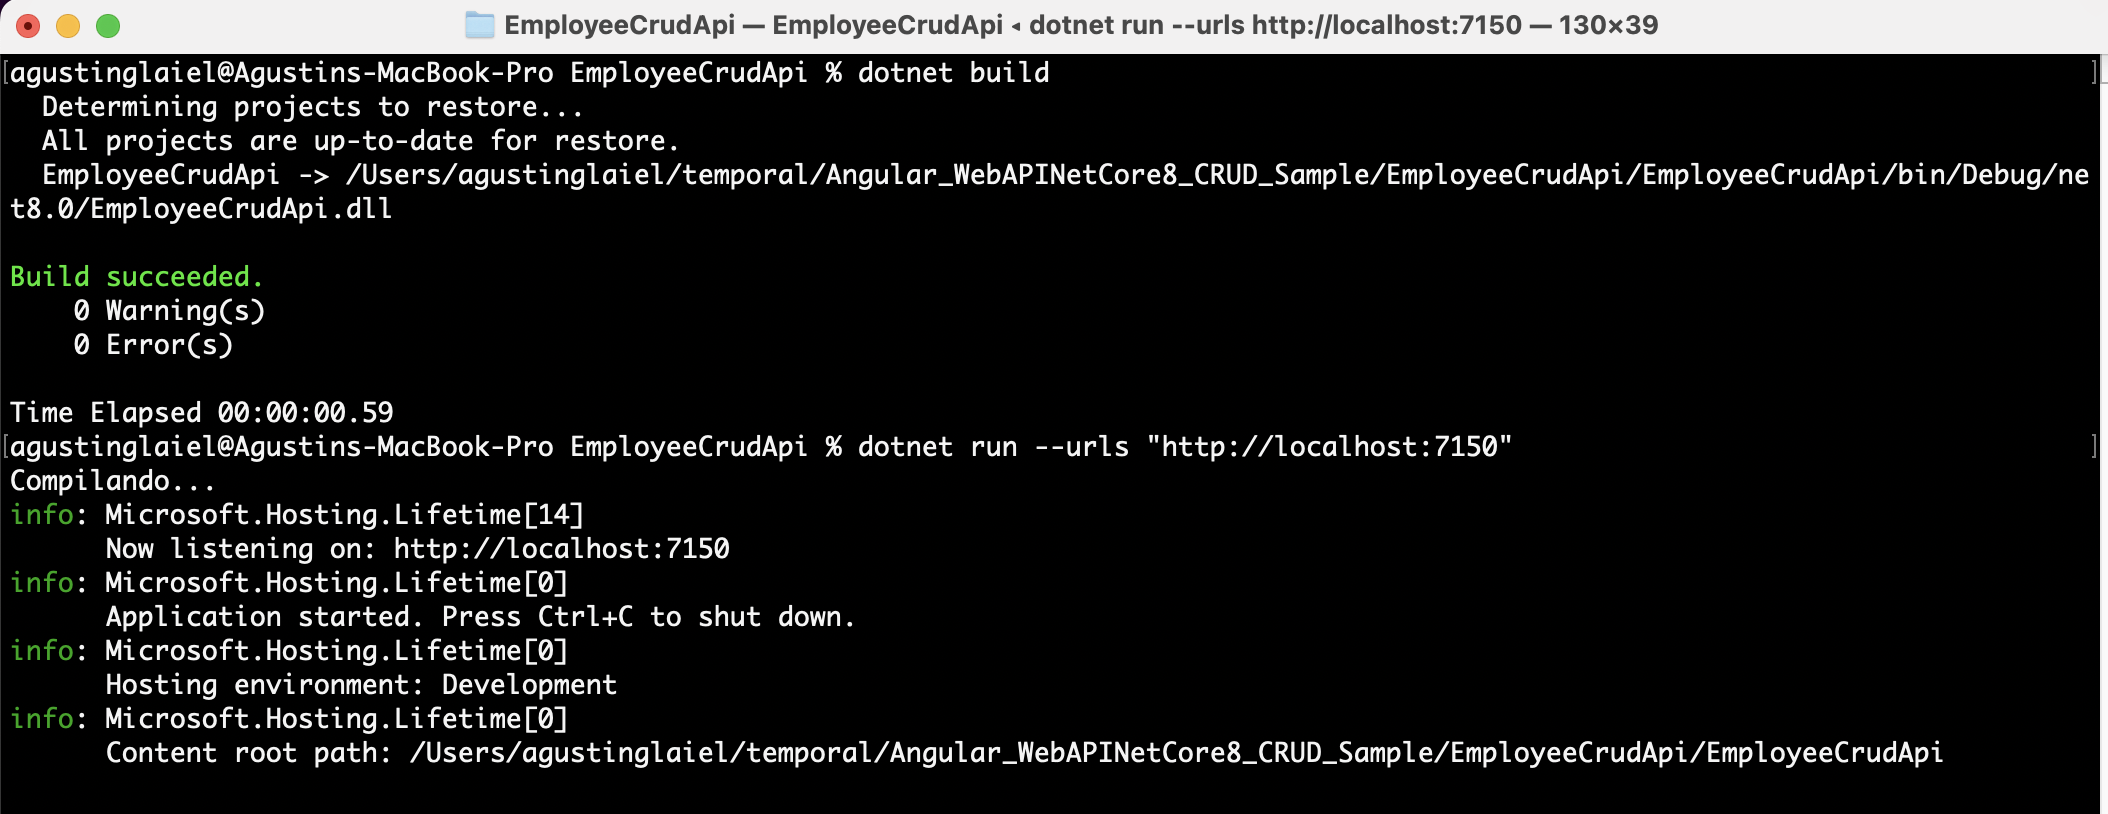 EmployeeCrudApi — EmployeeCrudApi ◂ dotnet run --urls http://localhost:7150 — 130×39
[agustinglaiel@Agustins-MacBook-Pro EmployeeCrudApi % dotnet build ]
  Determining projects to restore...
  All projects are up-to-date for restore.
  EmployeeCrudApi -> /Users/agustinglaiel/temporal/Angular_WebAPINetCore8_CRUD_Sample/EmployeeCrudApi/EmployeeCrudApi/bin/Debug/ne
t8.0/EmployeeCrudApi.dll

Build succeeded.
    0 Warning(s)
    0 Error(s)

Time Elapsed 00:00:00.59
[agustinglaiel@Agustins-MacBook-Pro EmployeeCrudApi % dotnet run --urls "http://localhost:7150" ]
Compilando...
info: Microsoft.Hosting.Lifetime[14]
      Now listening on: http://localhost:7150
info: Microsoft.Hosting.Lifetime[0]
      Application started. Press Ctrl+C to shut down.
info: Microsoft.Hosting.Lifetime[0]
      Hosting environment: Development
info: Microsoft.Hosting.Lifetime[0]
      Content root path: /Users/agustinglaiel/temporal/Angular_WebAPINetCore8_CRUD_Sample/EmployeeCrudApi/EmployeeCrudApi